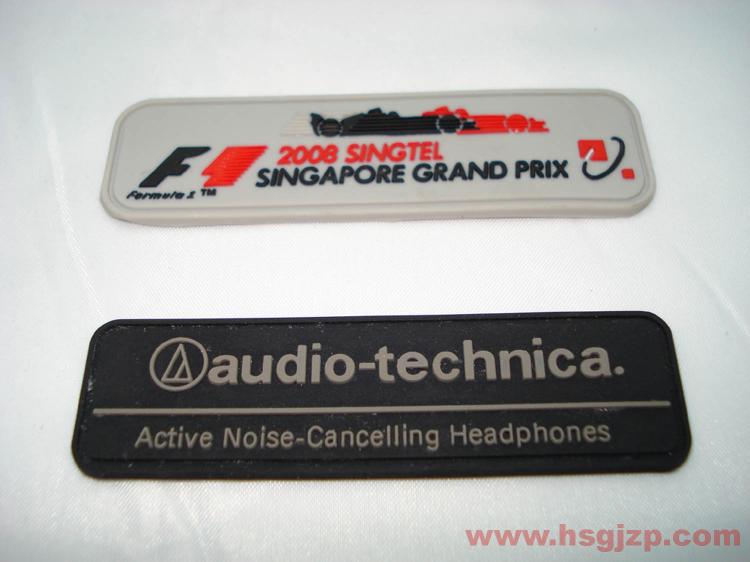 2008 SINGTEL
F1 SINGAPORE GRAND PRIX
Formula 1 ™
audio-technica.
Active Noise-Cancelling Headphones
www.hsgjzp.com